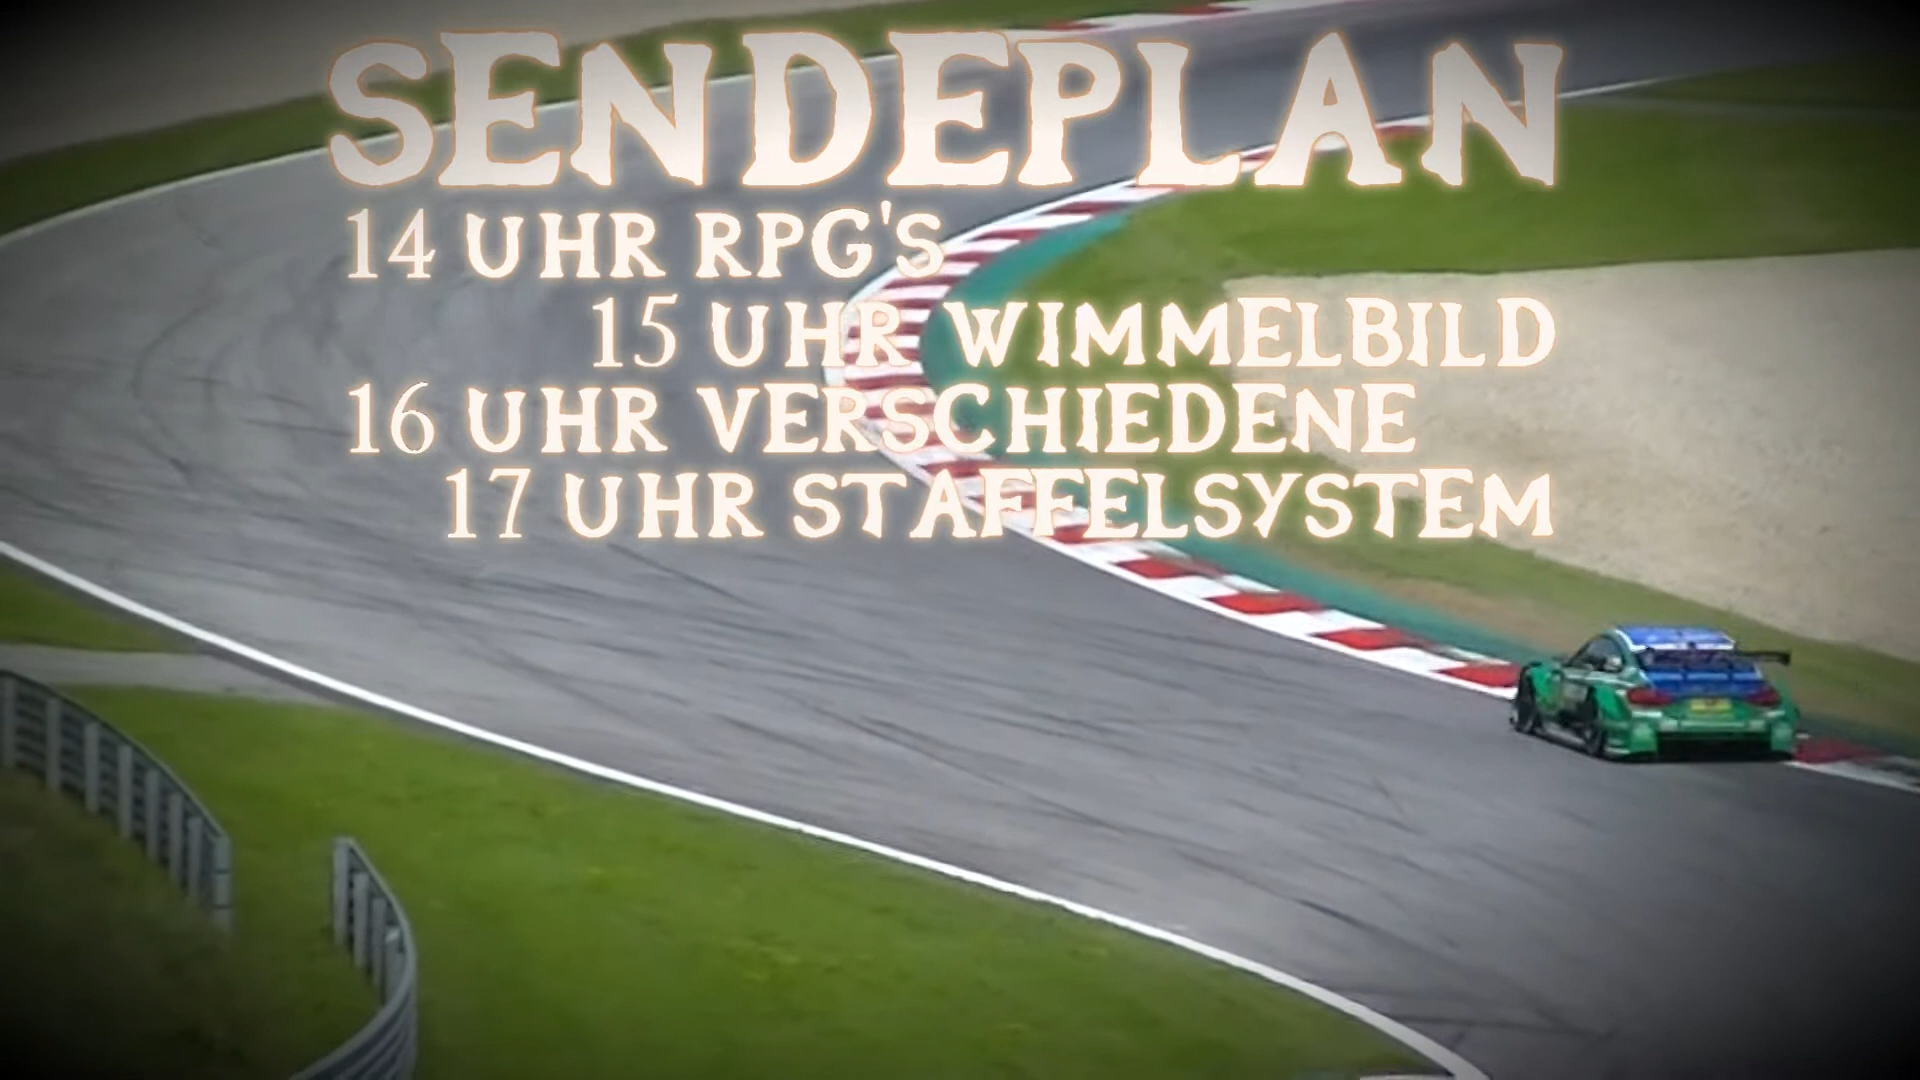 SENDEPLAN
14 UHR RPG'S
15 UHR WIMMELBILD
16 UHR VERSCHIEDENE
17 UHR STAFFELSYSTEM